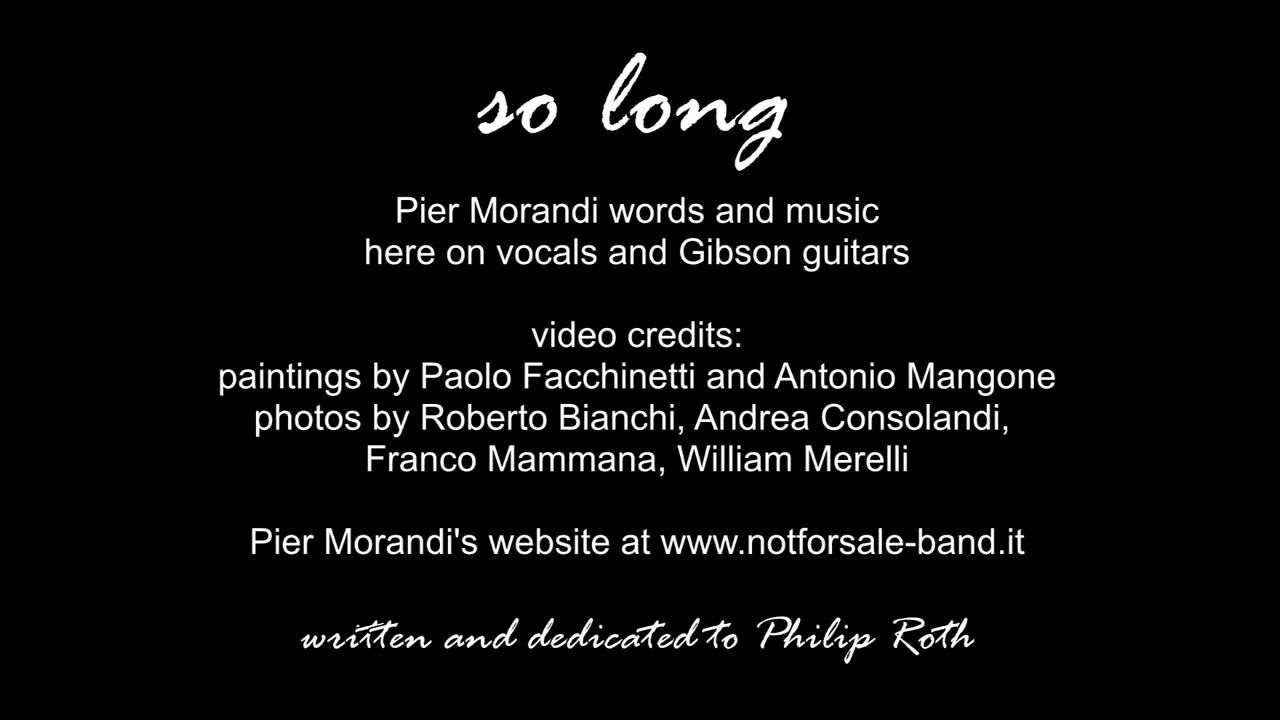 so long
Pier Morandi words and music
here on vocals and Gibson guitars
video credits:
paintings by Paolo Facchinetti and Antonio Mangone
photos by Roberto Bianchi, Andrea Consolandi,
Franco Mammana, William Merelli
Pier Morandi's website at www.notforsale-band.it
written and dedicated to Philip Roth